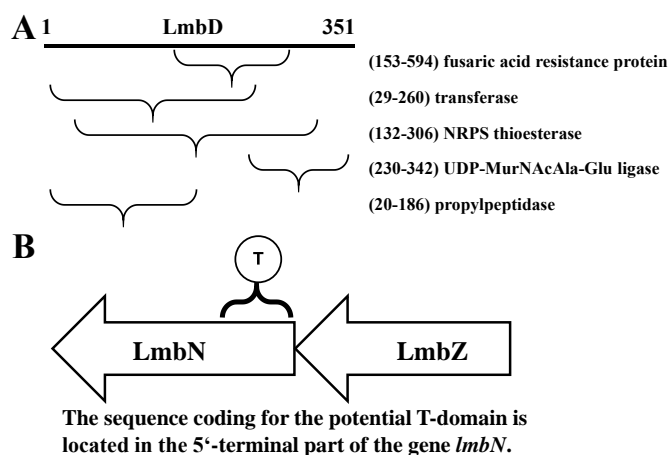 A
1 LmbD 351
(153-594) fusaric acid resistance protein
(29-260) transferase
(132-306) NRPS thioesterase
(230-342) UDP-MurNAcAla-Glu ligase
(20-186) propylpeptidase
B
T
LmbN LmbZ
The sequence coding for the potential T-domain is
located in the 5‘-terminal part of the gene lmbN.